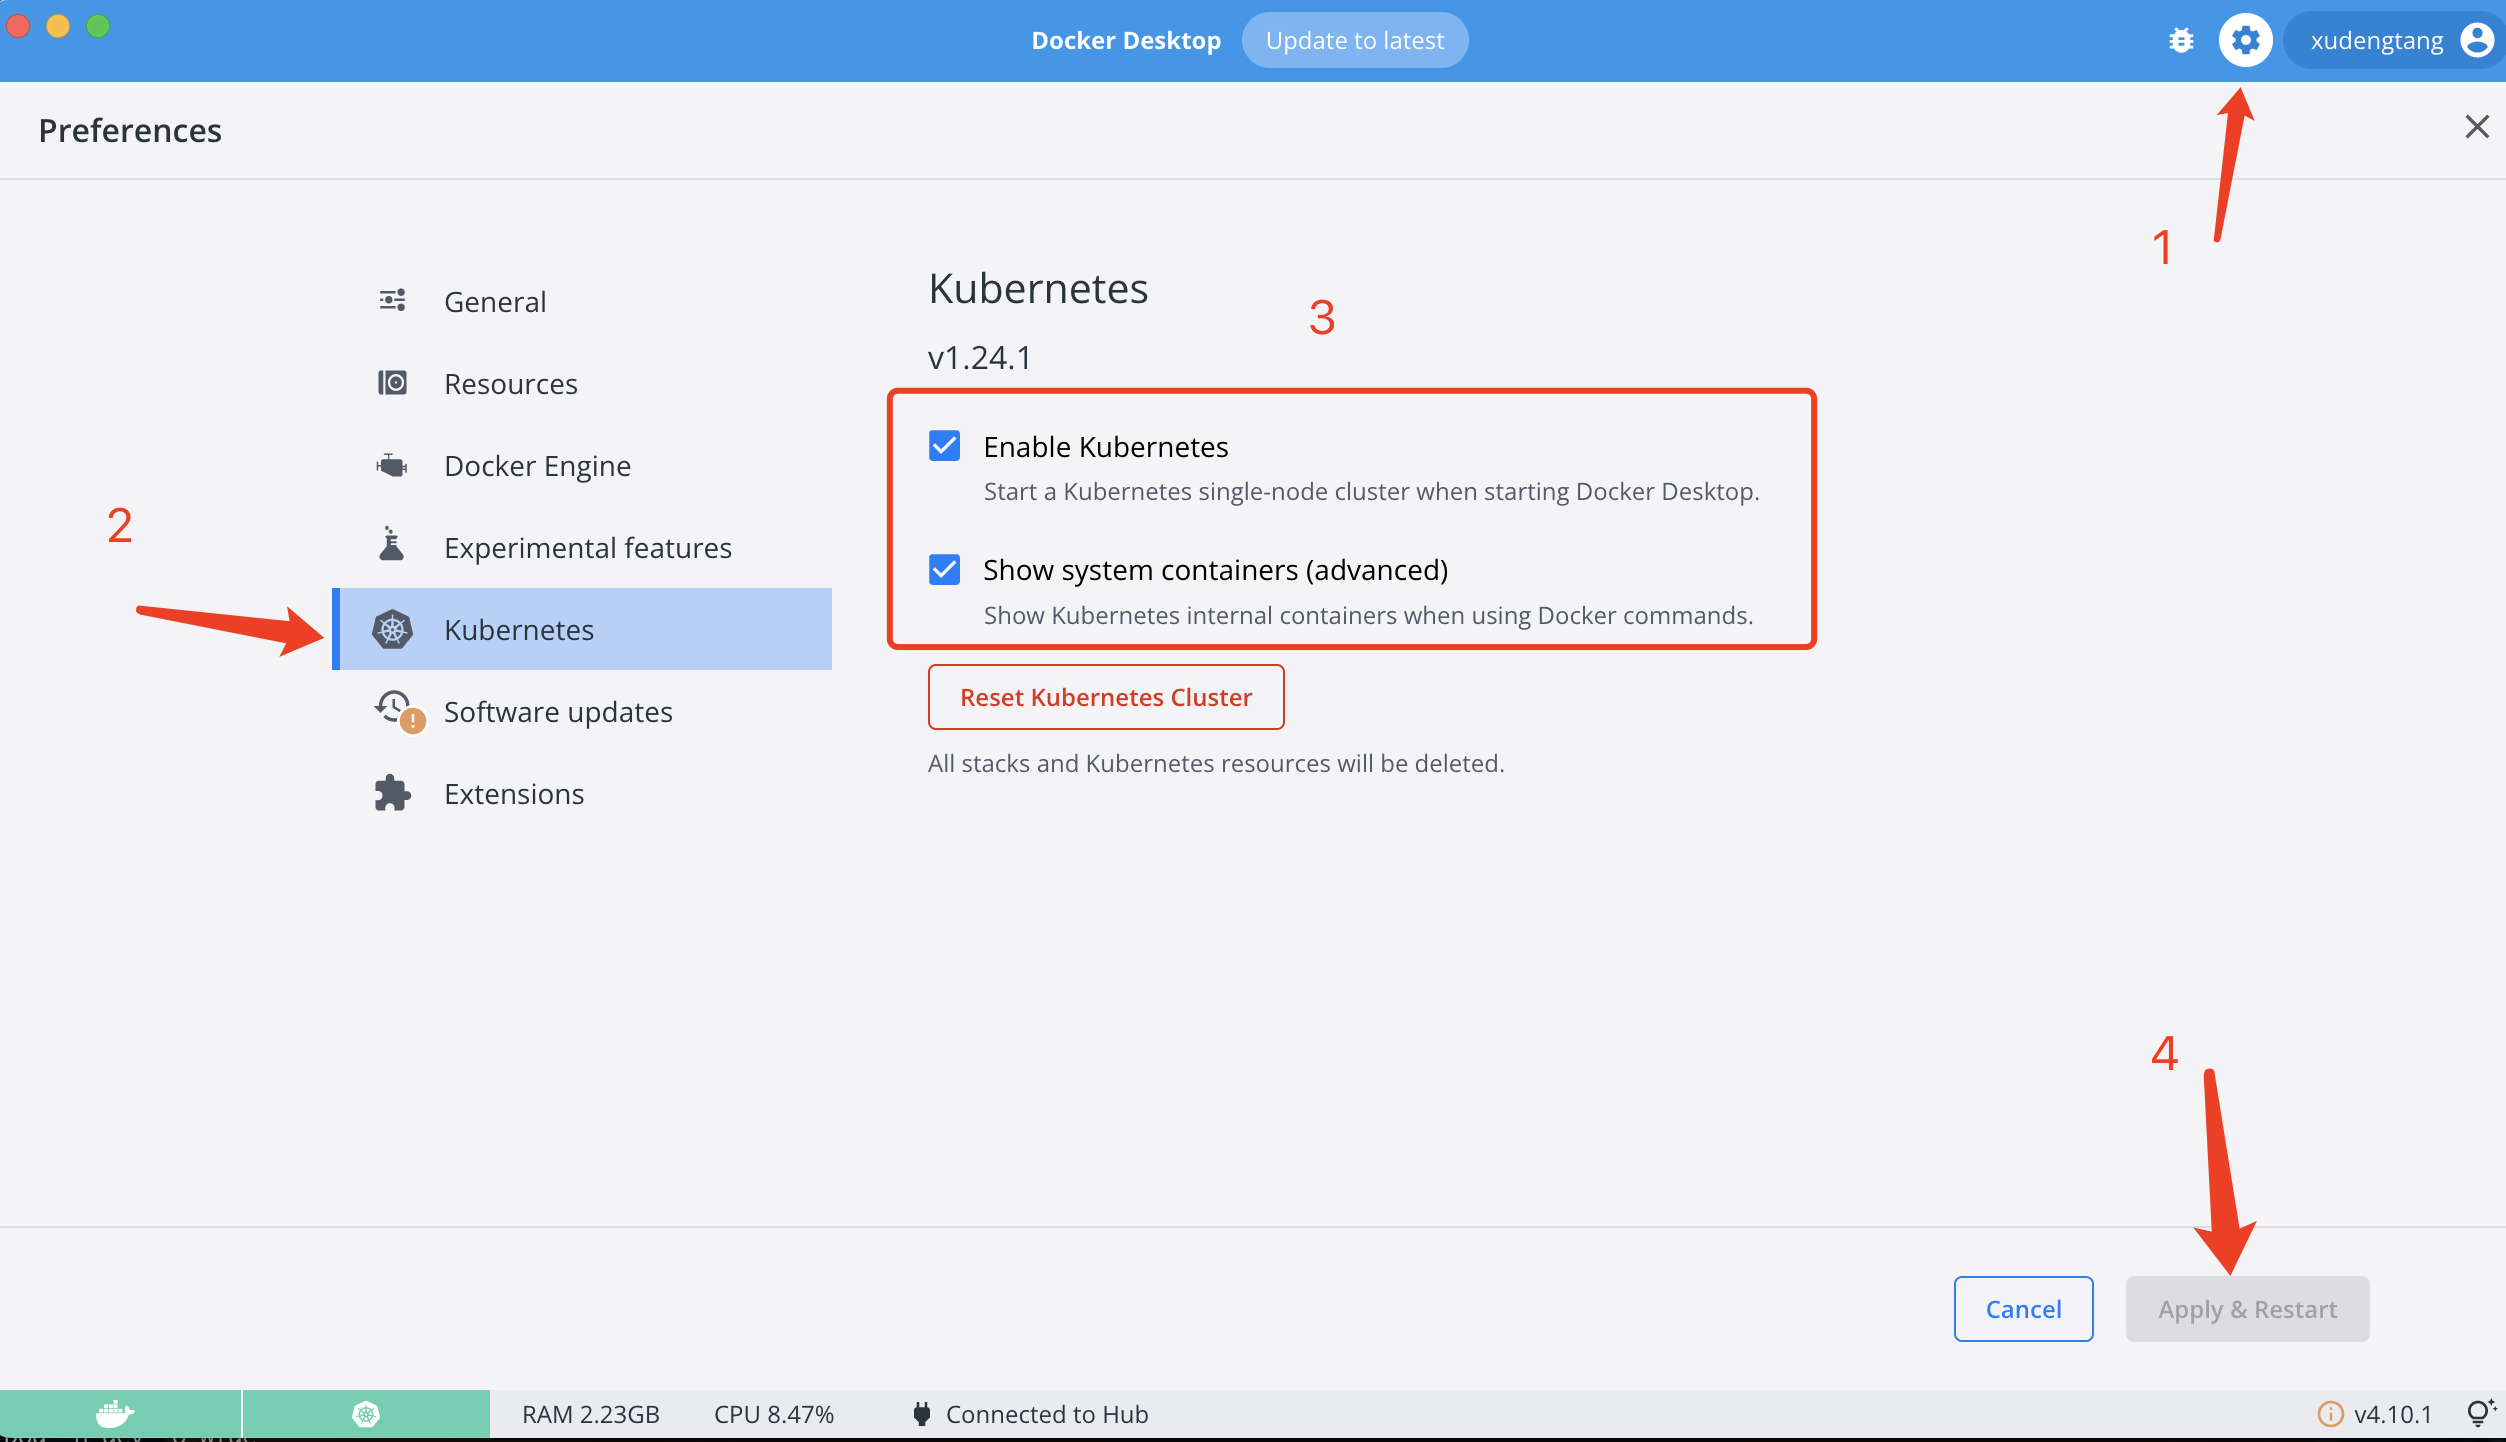 Docker Desktop
Update to latest
xudengtang
Preferences
1
General
Resources
Docker Engine
Experimental features
2
Kubernetes
Software updates
Extensions
Kubernetes
3
v1.24.1
Enable Kubernetes
Start a Kubernetes single-node cluster when starting Docker Desktop.
Show system containers (advanced)
Show Kubernetes internal containers when using Docker commands.
Reset Kubernetes Cluster
All stacks and Kubernetes resources will be deleted.
4
Cancel
Apply & Restart
RAM 2.23GB
CPU 8.47%
Connected to Hub
v4.10.1